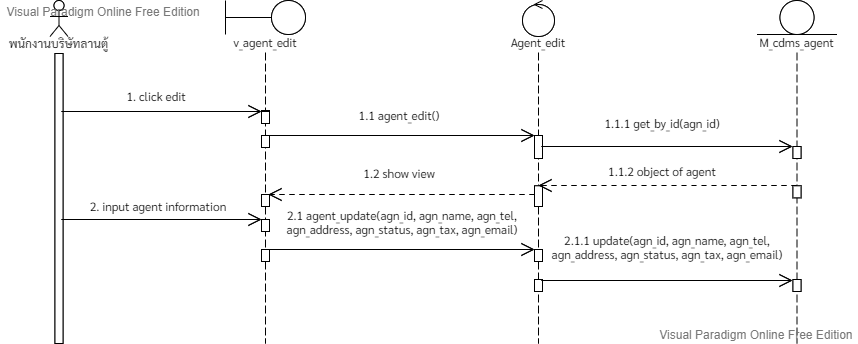 Visual Paradigm Online Free Edition
พนักงานบริษัทลานตู้
v_agent_edit
Agent_edit
M_cdms_agent
1. click edit
1.1 agent_edit()
1.1.1 get_by_id(agn_id)
1.1.2 object of agent
1.2 show view
2. input agent information
2.1 agent_update(agn_id, agn_name, agn_tel,
agn_address, agn_status, agn_tax, agn_email)
2.1.1 update(agn_id, agn_name, agn_tel,
agn_address, agn_status, agn_tax, agn_email)
Visual Paradigm Online Free Edition